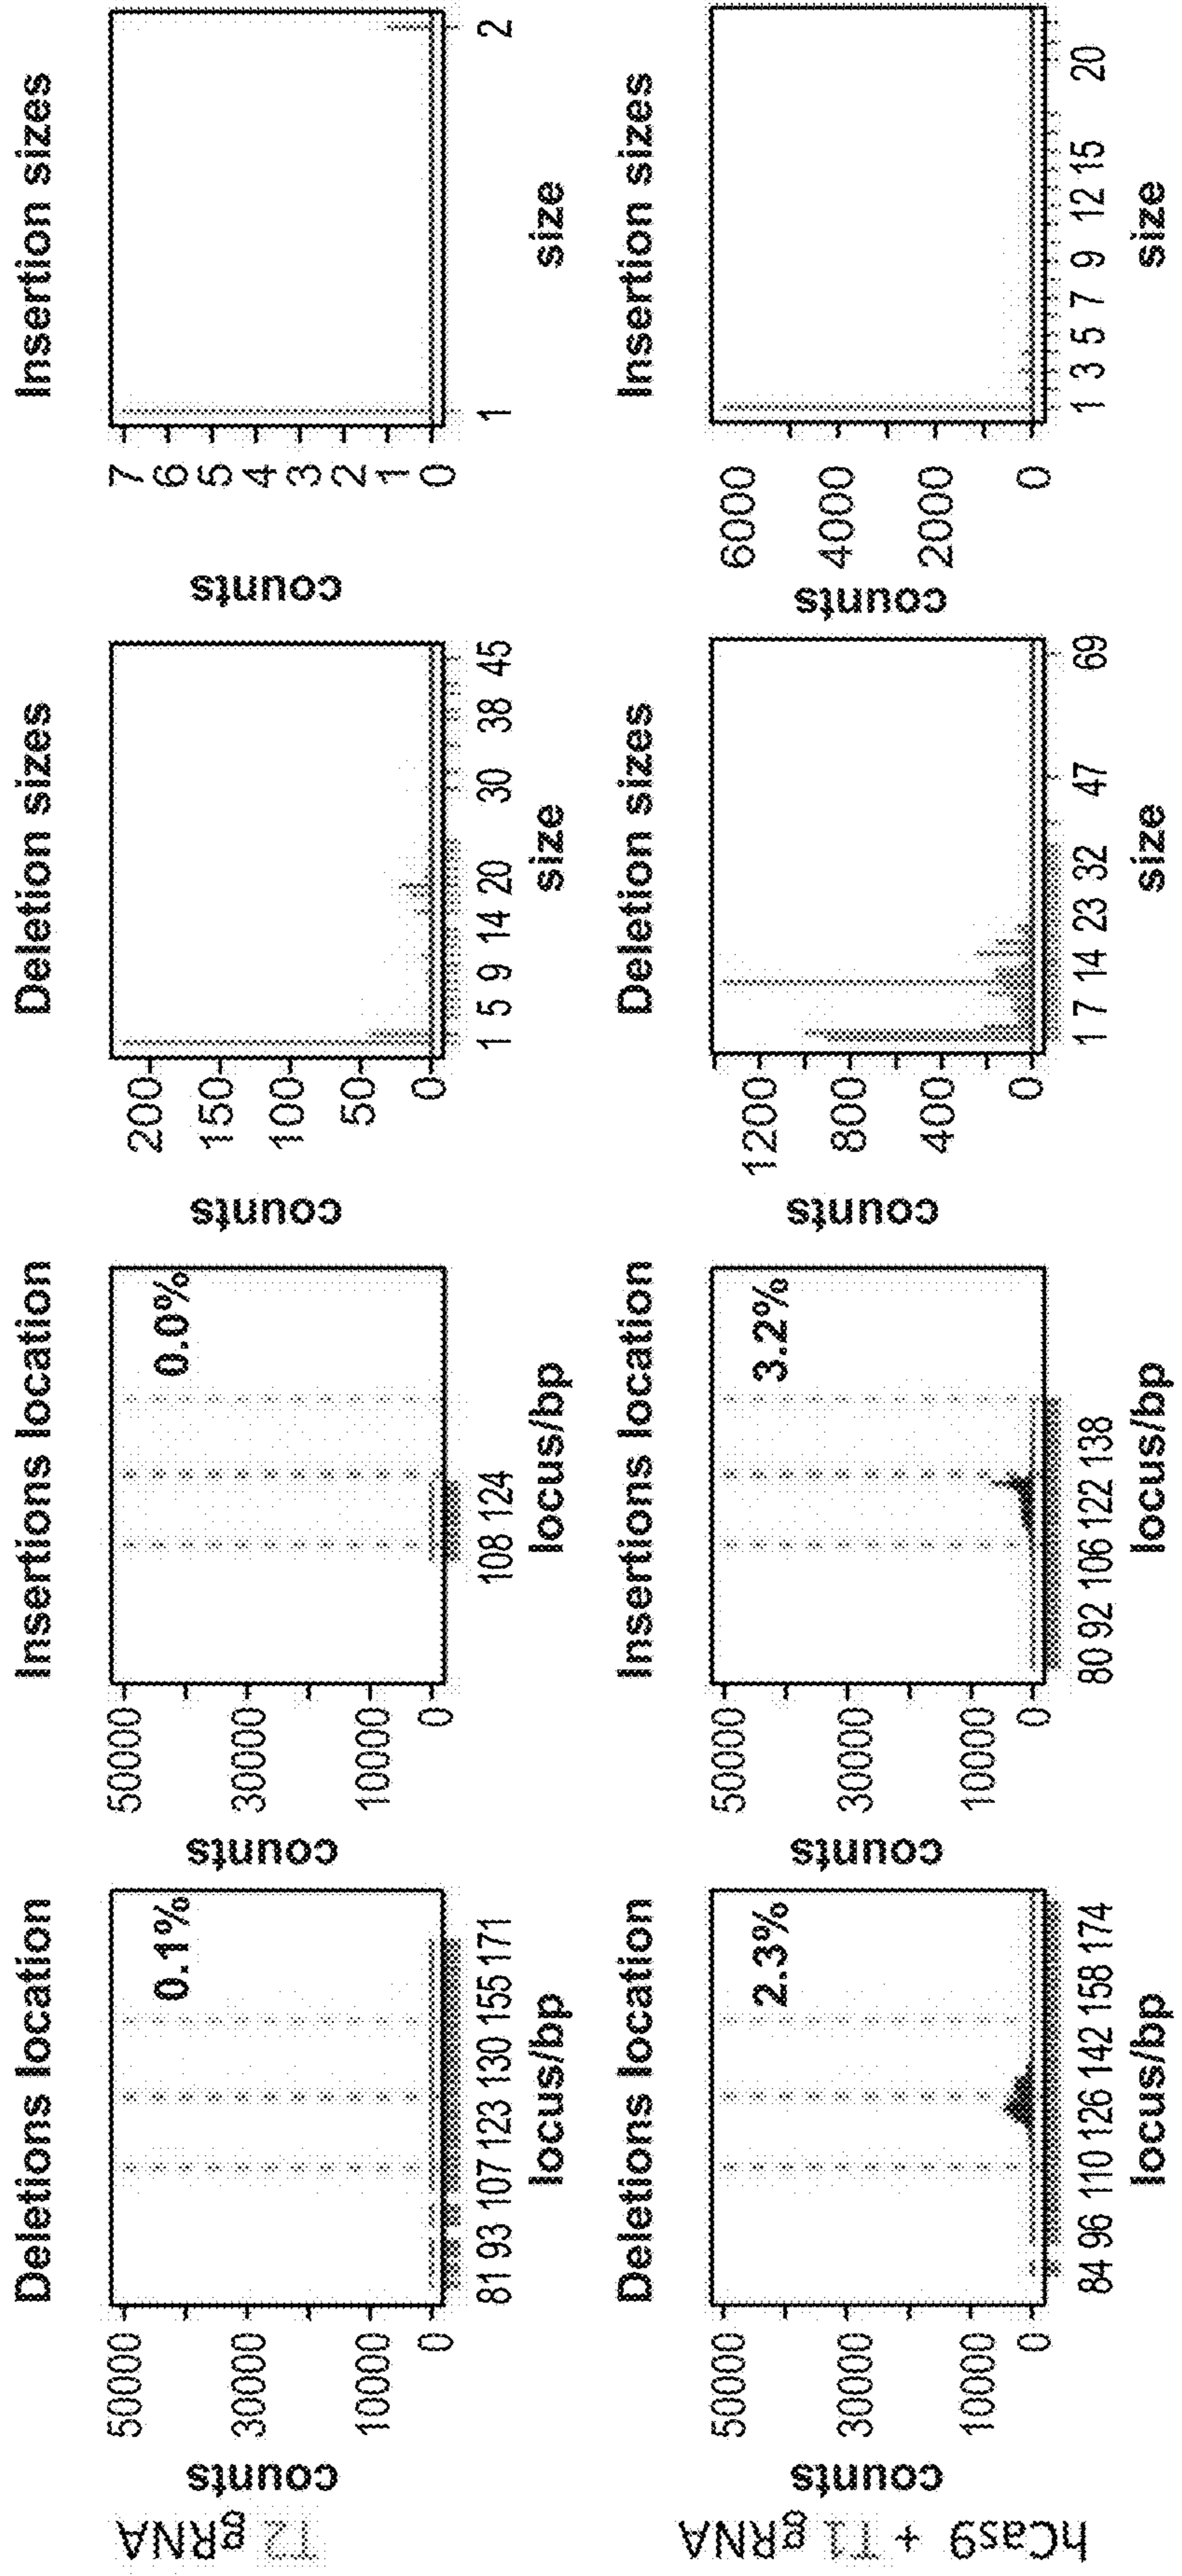 T2
gRNA
Deletions location
counts
50000
30000
10000
0
0.1%
81 93 107 123 130 155 171
locus/bp
Insertions location
counts
50000
30000
10000
0
0.0%
108 124
locus/bp
Deletion sizes
counts
200
150
100
50
0
1 5 9 14 20 30 38 45
size
Insertion sizes
counts
7
6
5
4
3
2
1
0
1 2
size
hCas9 + T1 gRNA
Deletions location
counts
50000
30000
10000
0
2.3%
84 96 110 126 142 158 174
locus/bp
Insertions location
counts
50000
30000
10000
0
3.2%
80 92 106 122 138
locus/bp
Deletion sizes
counts
1200
800
400
0
1 7 14 23 32 47 69
size
Insertion sizes
counts
6000
4000
2000
0
1 3 5 7 9 12 15 20
size